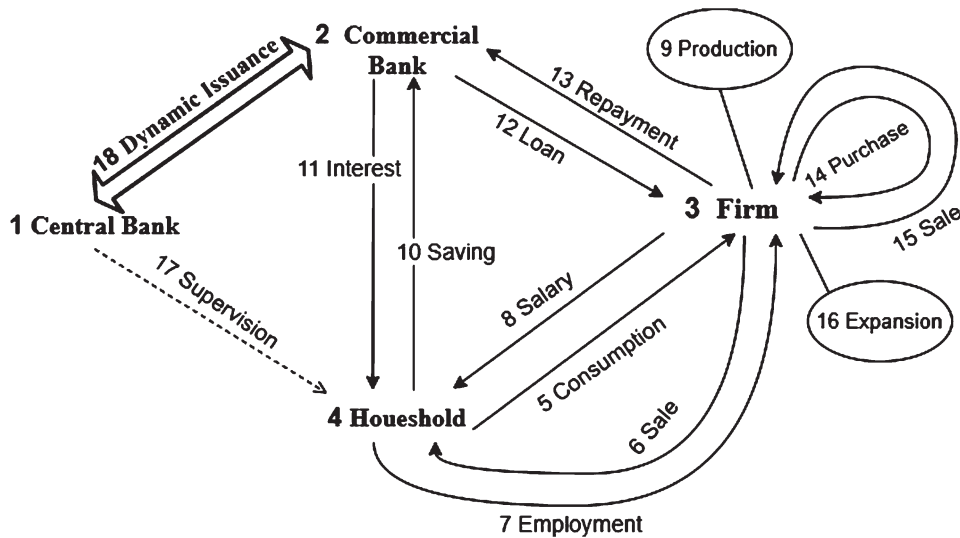 2 Commercial
Bank
9 Production
18 Dynamic Issuance
13 Repayment
12 Loan
14 Purchase
11 Interest
3 Firm
1 Central Bank
15 Sale
10 Saving
17 Supervision
8 Salary
16 Expansion
5 Consumption
4 Houeshold
6 Sale
7 Employment